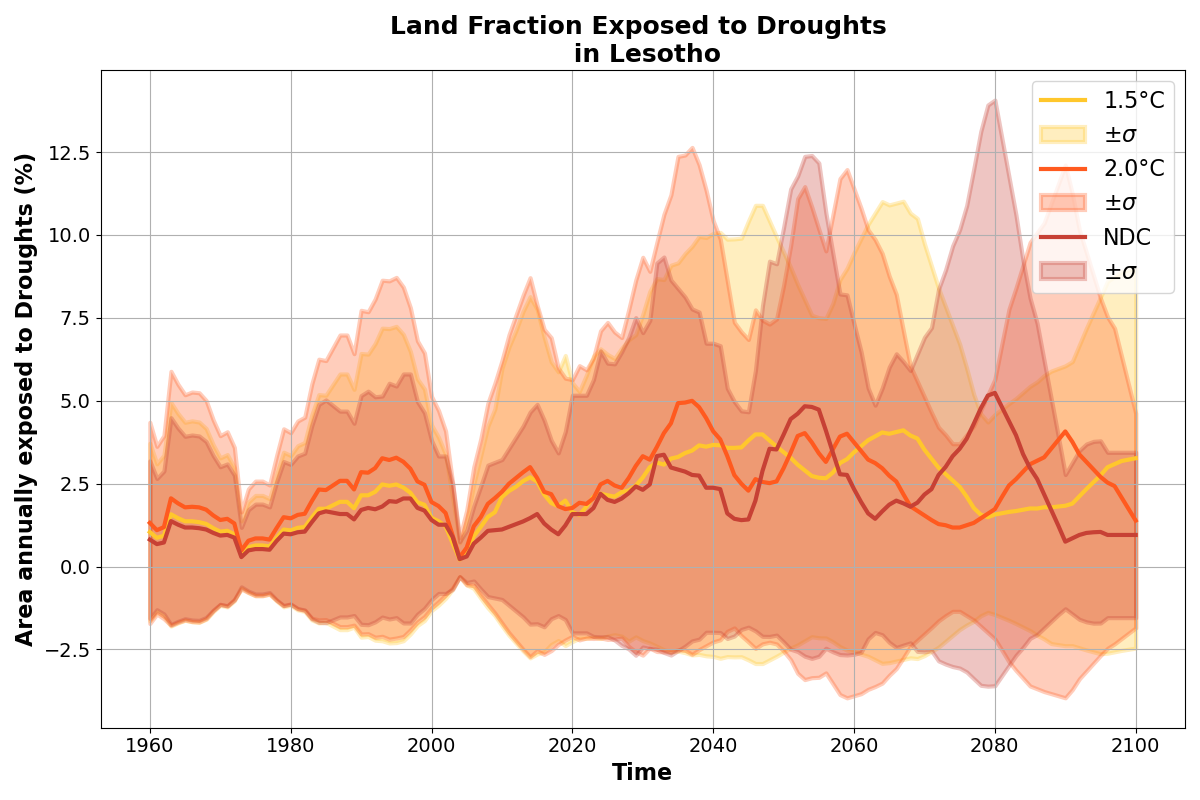 Land Fraction Exposed to Droughts
in Lesotho
Area annually exposed to Droughts (%)
12.5
10.0
7.5
5.0
2.5
0.0
−2.5
1.5°C
±σ
2.0°C
±σ
NDC
±σ
1960 1980 2000 2020 2040 2060 2080 2100
Time